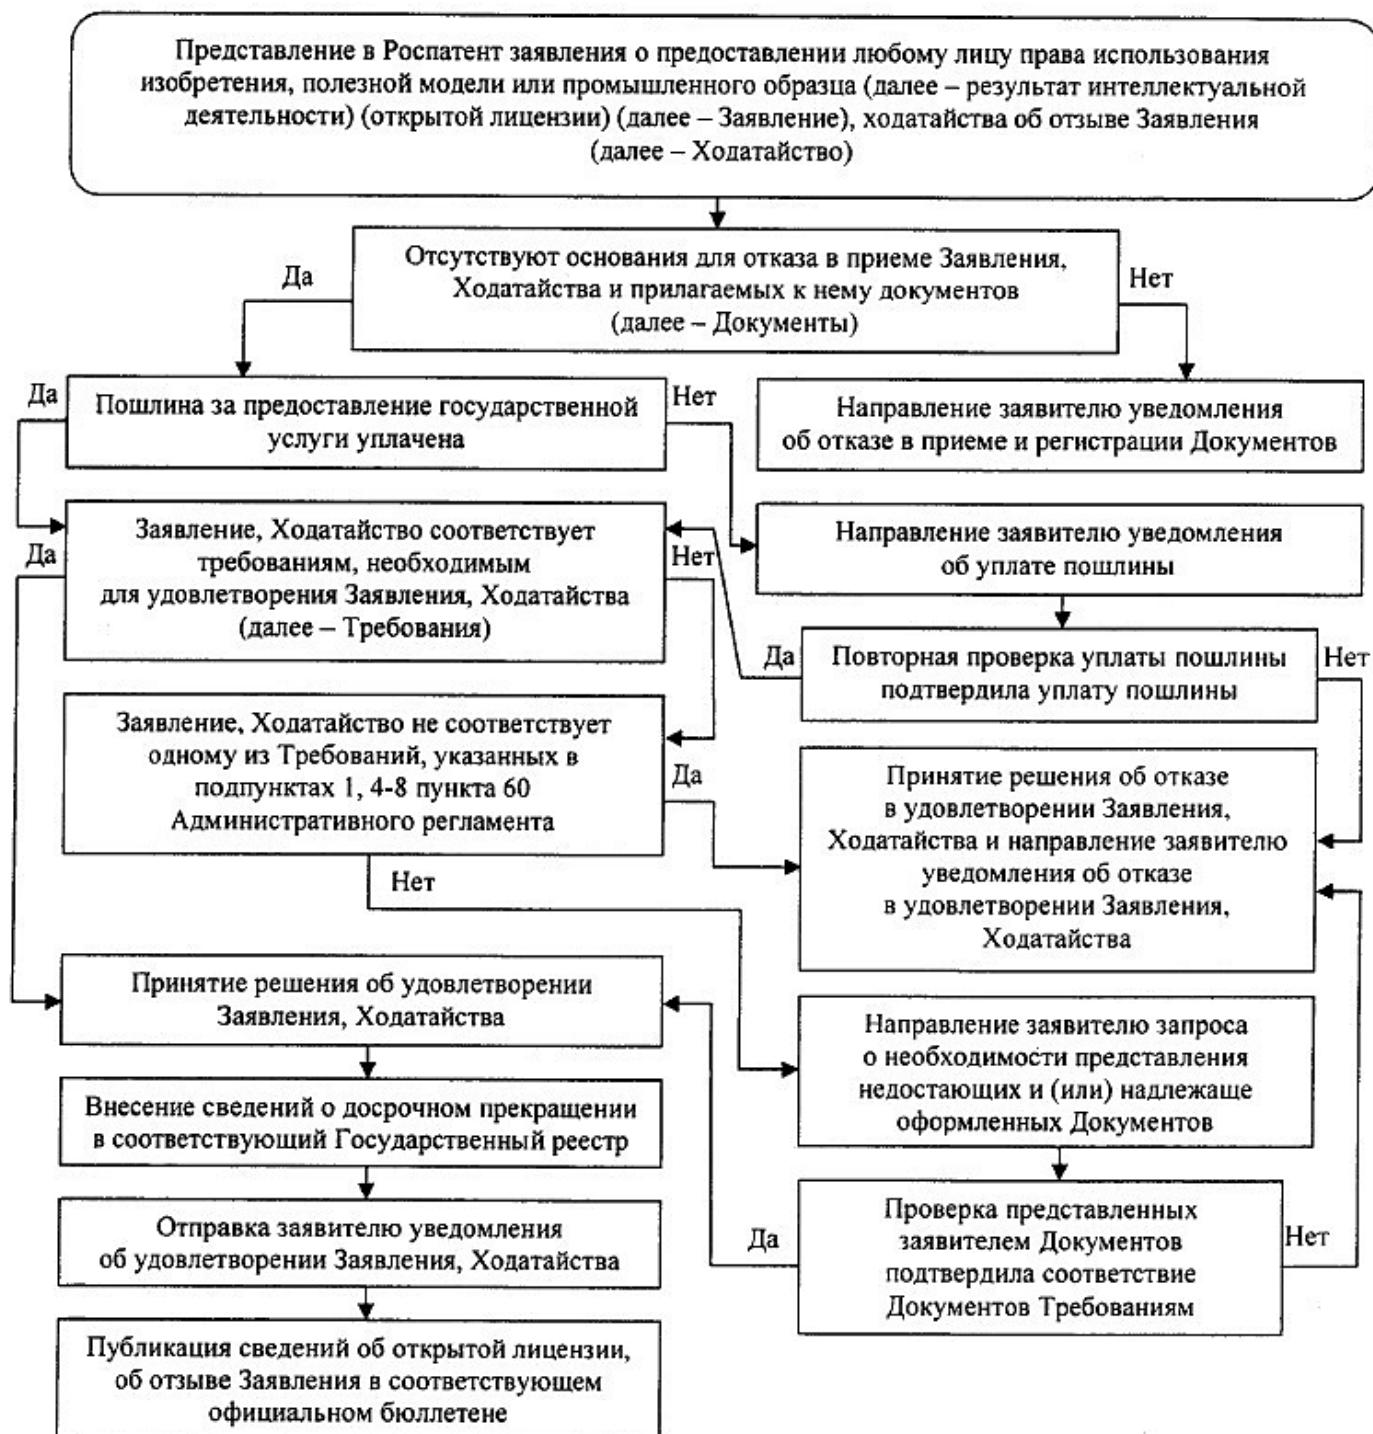 Представление в Роспатент заявления о предоставлении любому лицу права использования
изобретения, полезной модели или промышленного образца (далее – результат интеллектуальной
деятельности) (открытой лицензии) (далее – Заявление), ходатайства об отзыве Заявления
(далее – Ходатайство)
Да
Отсутствуют основания для отказа в приеме Заявления,
Ходатайства и прилагаемых к нему документов
(далее – Документы)
Нет
Да
Пошлина за предоставление государственной
услуги уплачена
Нет
Направление заявителю уведомления
об отказе в приеме и регистрации Документов
Да
Заявление, Ходатайство соответствует
требованиям, необходимым
для удовлетворения Заявления, Ходатайства
(далее – Требования)
Нет
Направление заявителю уведомления
об уплате пошлины
Да
Повторная проверка уплаты пошлины
подтвердила уплату пошлины
Нет
Заявление, Ходатайство не соответствует
одному из Требований, указанных в
подпунктах 1, 4-8 пункта 60
Административного регламента
Да
Нет
Принятие решения об отказе
в удовлетворении Заявления,
Ходатайства и направление заявителю
уведомления об отказе
в удовлетворении Заявления,
Ходатайства
Принятие решения об удовлетворении
Заявления, Ходатайства
Направление заявителю запроса
о необходимости представления
недостающих и (или) надлежаще
оформленных Документов
Внесение сведений о досрочном прекращении
в соответствующий Государственный реестр
Отправка заявителю уведомления
об удовлетворении Заявления, Ходатайства
Да
Проверка представленных
заявителем Документов
подтвердила соответствие
Документов Требованиям
Нет
Публикация сведений об открытой лицензии,
об отзыве Заявления в соответствующем
официальном бюллетене